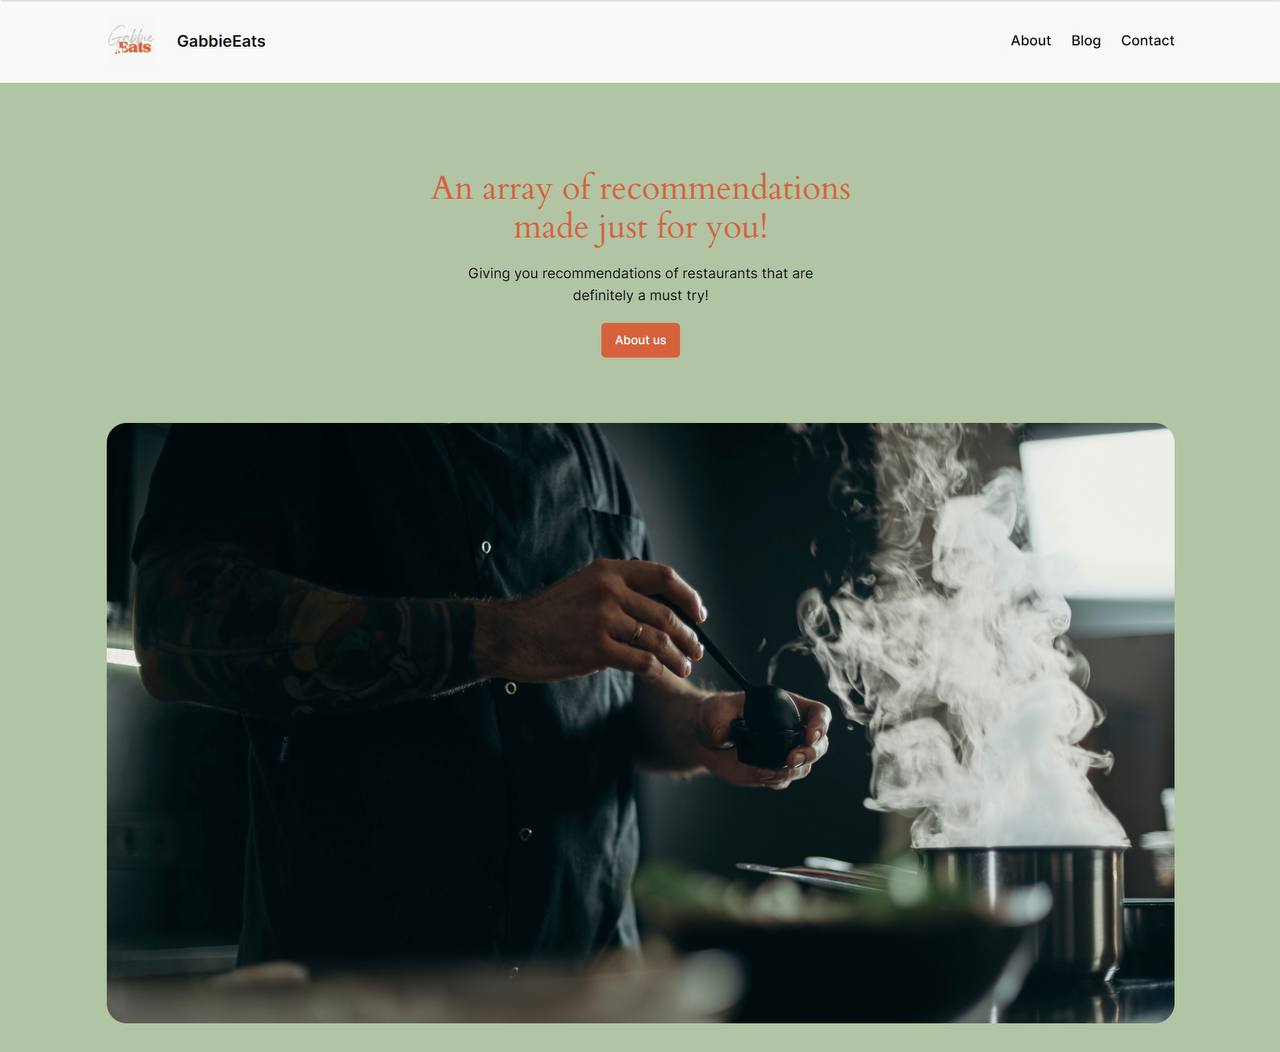 Gabbie
Eats
GabbieEats
About
Blog
Contact
An array of recommendations
made just for you!
Giving you recommendations of restaurants that are
definitely a must try!
About us